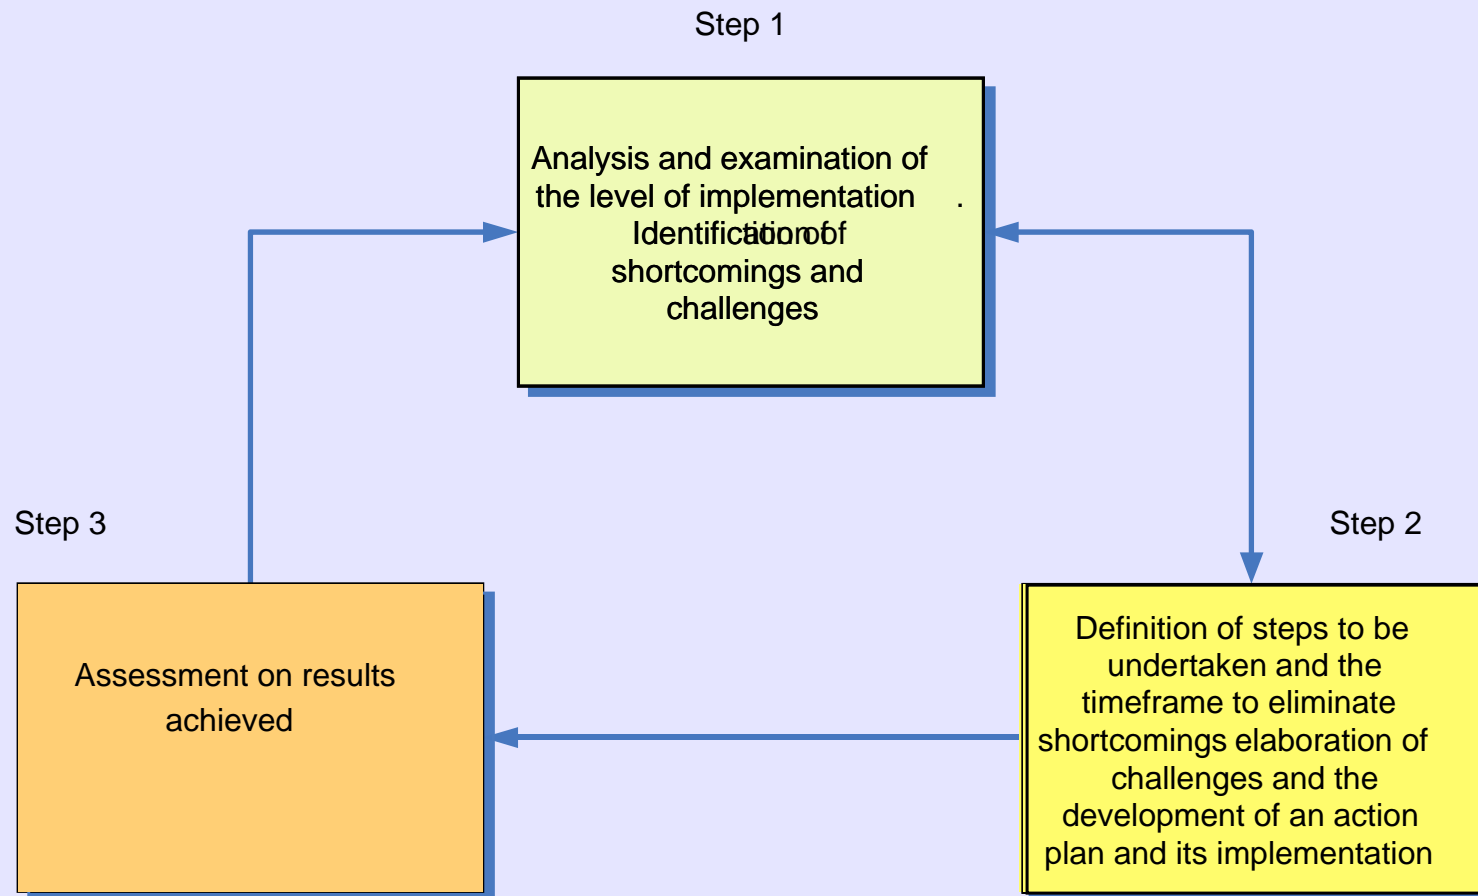 Step 1
Analysis and examination of
the level of implementation .
Identification of
shortcomings and
challenges
Step 3
Step 2
Assessment on results
achieved
Definition of steps to be
undertaken and the
timeframe to eliminate
shortcomings elaboration of
challenges and the
development of an action
plan and its implementation